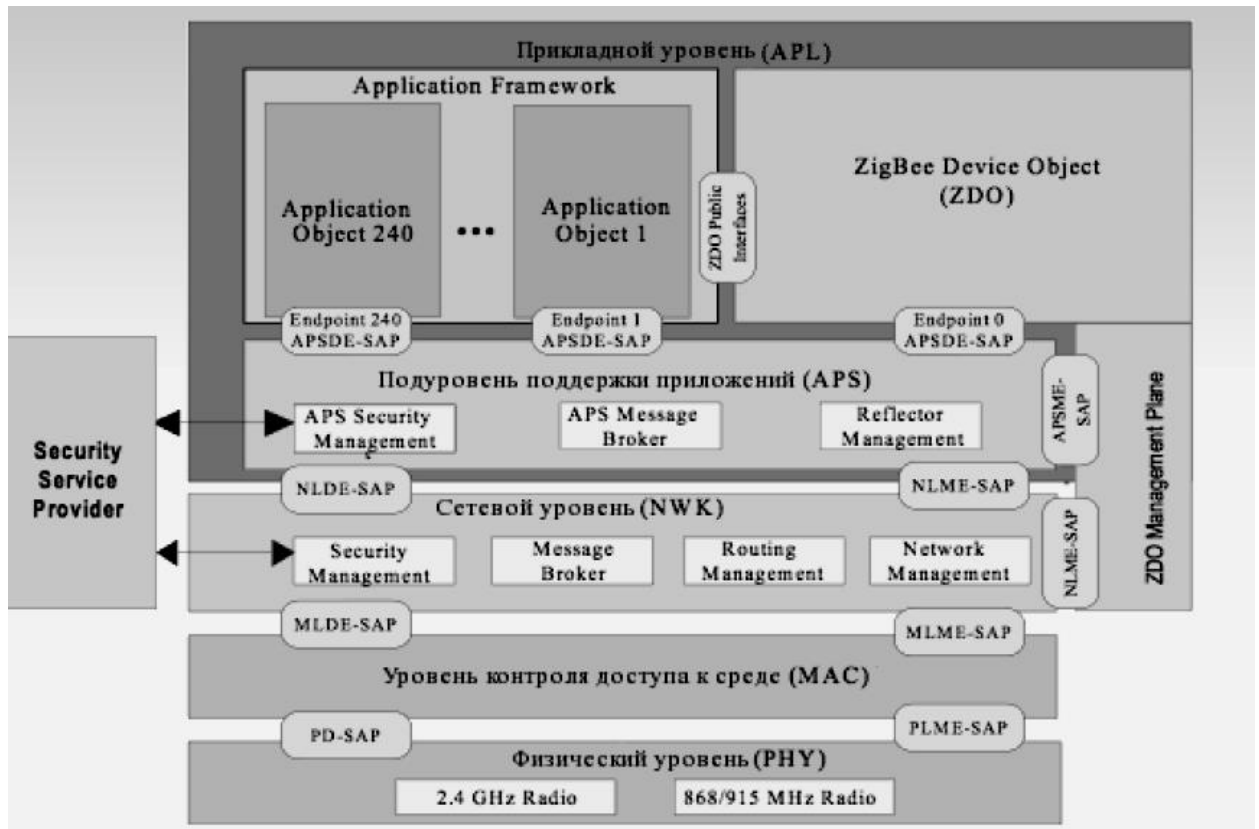 Прикладной уровень (APL)
Application Framework
Application
Object 240
•••
Application
Object 1
ZDO Public
Interfaces
ZigBee Device Object
(ZDO)
Endpoint 240
APSDE-SAP
Endpoint 1
APSDE-SAP
Endpoint 0
APSDE-SAP
Подуровень поддержки приложений (APS)
APS Security
Management
APS Message
Broker
Reflector
Management
APSME-
SAP
Security
Service
Provider
NLDE-SAP
NLME-SAP
Сетевой уровень (NWK)
Security
Management
Message
Broker
Routing
Management
Network
Management
NLME-SAP
ZDO Management Plane
MLDE-SAP
MLME-SAP
Уровень контроля доступа к среде (MAC)
PD-SAP
PLME-SAP
Физический уровень (PHY)
2.4 GHz Radio
868/915 MHz Radio